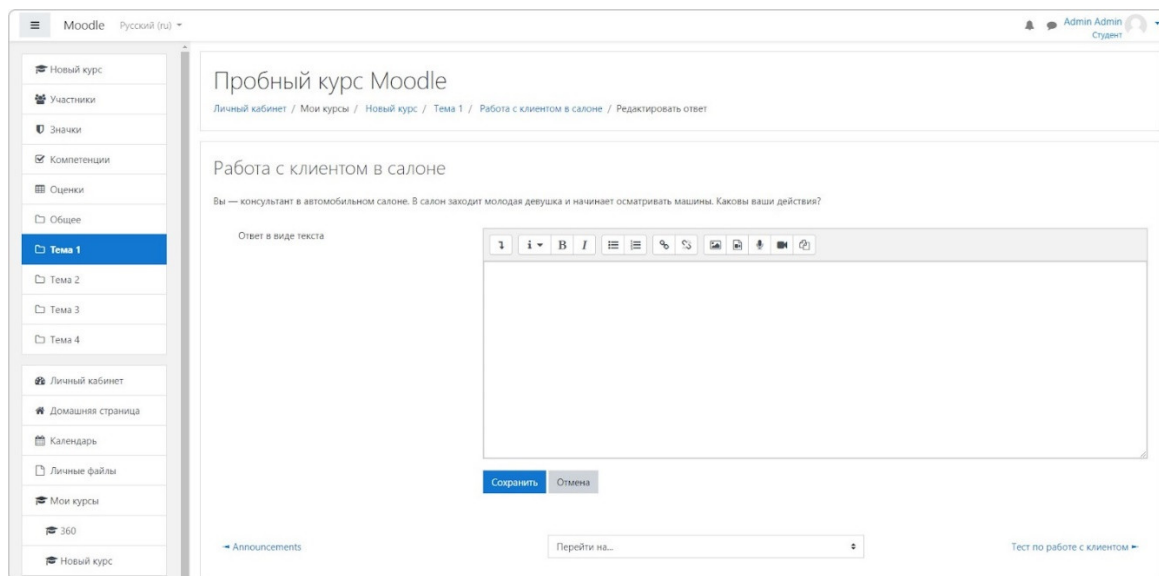 Moodle Русский (ru)
Admin Admin
Студент
Новый курс
Участники
Значки
Компетенции
Оценки
Общее
Тема 1
Тема 2
Тема 3
Тема 4
Личный кабинет
Домашняя страница
Календарь
Личные файлы
Мои курсы
360
Новый курс
Пробный курс Moodle
Личный кабинет / Мои курсы / Новый курс / Тема 1 / Работа с клиентом в салоне / Редактировать ответ
Работа с клиентом в салоне
Вы — консультант в автомобильном салоне. В салон заходит молодая девушка и начинает осматривать машины. Каковы ваши действия?
Ответ в виде текста
i B I
Сохранить Отмена
◄ Announcements Перейти на... Тест по работе с клиентом ►